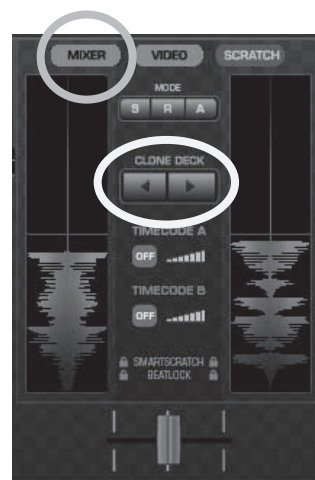 MIXER VIDEO SCRATCH
MODE
S R A
CLONE DECK
TIMECODE A
OFF
TIMECODE B
OFF
SMARTSCRATCH
BEATLOCK